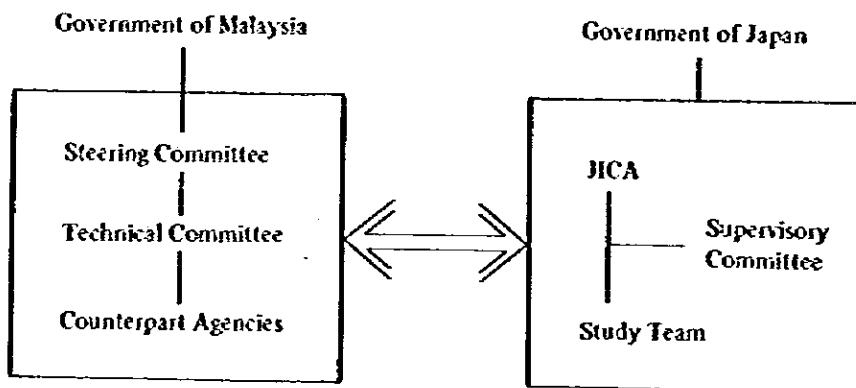 Government of Malaysia
Steering Committee
Technical Committee
Counterpart Agencies
Government of Japan
JICA
Supervisory
Committee
Study Team